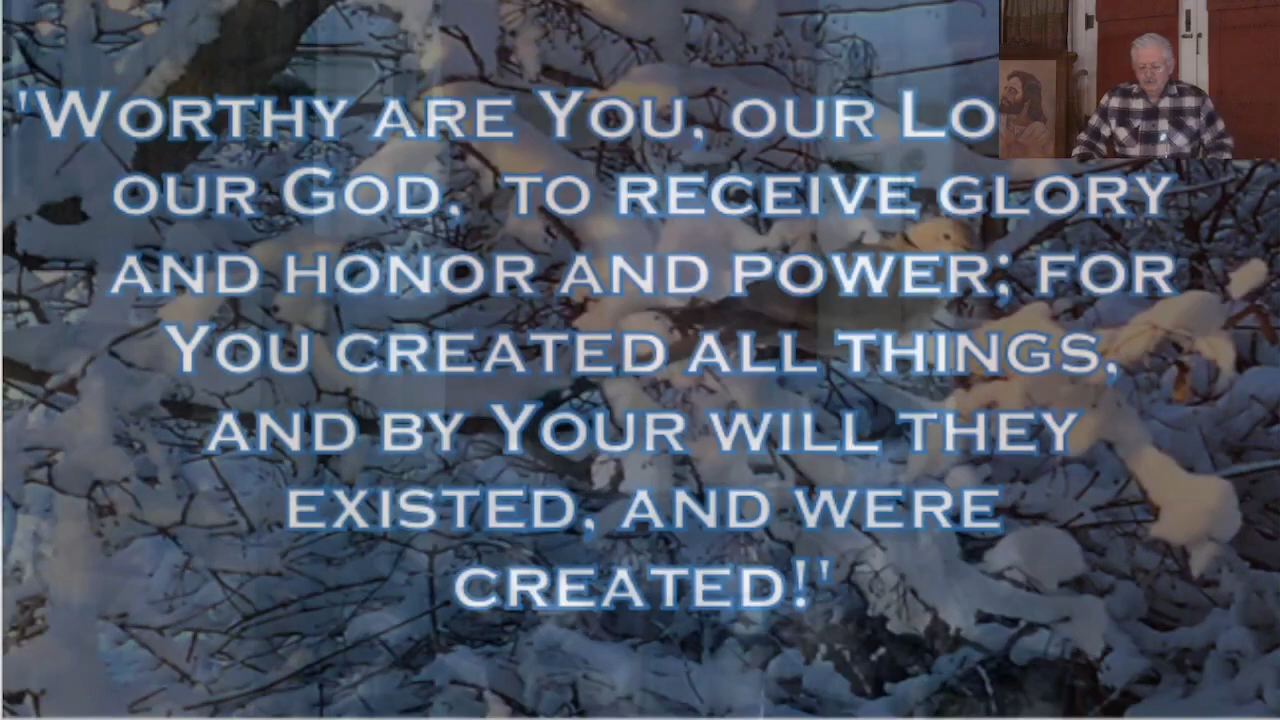 'Worthy are You, our Lo
our God, to receive glory
and honor and power; for
You created all things,
and by Your will they
existed, and were
created!'